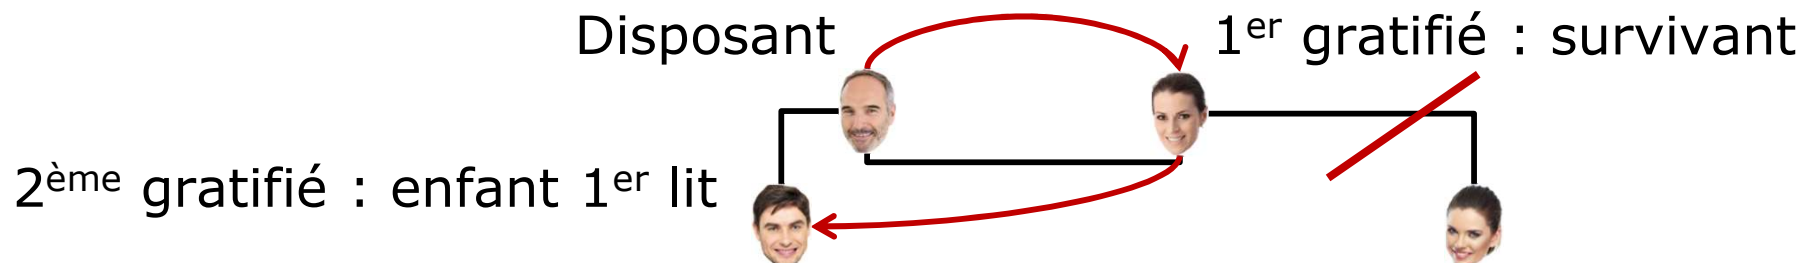 Disposant
1er gratifié : survivant
2ème gratifié : enfant 1er lit